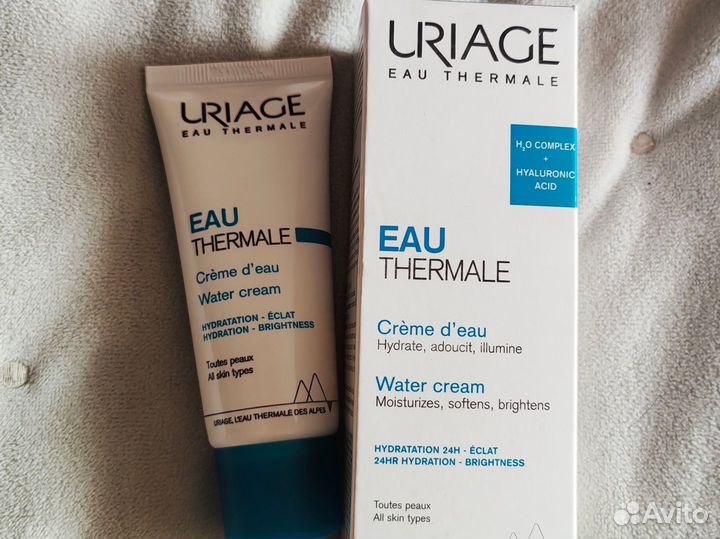 URIAGE
EAU THERMALE
EAU
THERMALE
Crème d'eau
Water cream
HYDRATATION - ÉCLAT
HYDRATION - BRIGHTNESS
Toutes peaux
All skin types
URIAGE, L'EAU THERMALE DES ALPES
URIAGE
EAU THERMALE
H₂O COMPLEX
+
HYALURONIC
ACID
EAU
THERMALE
Crème d'eau
Hydrate, adoucit, illumine
Water cream
Moisturizes, softens, brightens
HYDRATATION 24H - ÉCLAT
24HR HYDRATION - BRIGHTNESS
Toutes peaux
All skin types
Avito